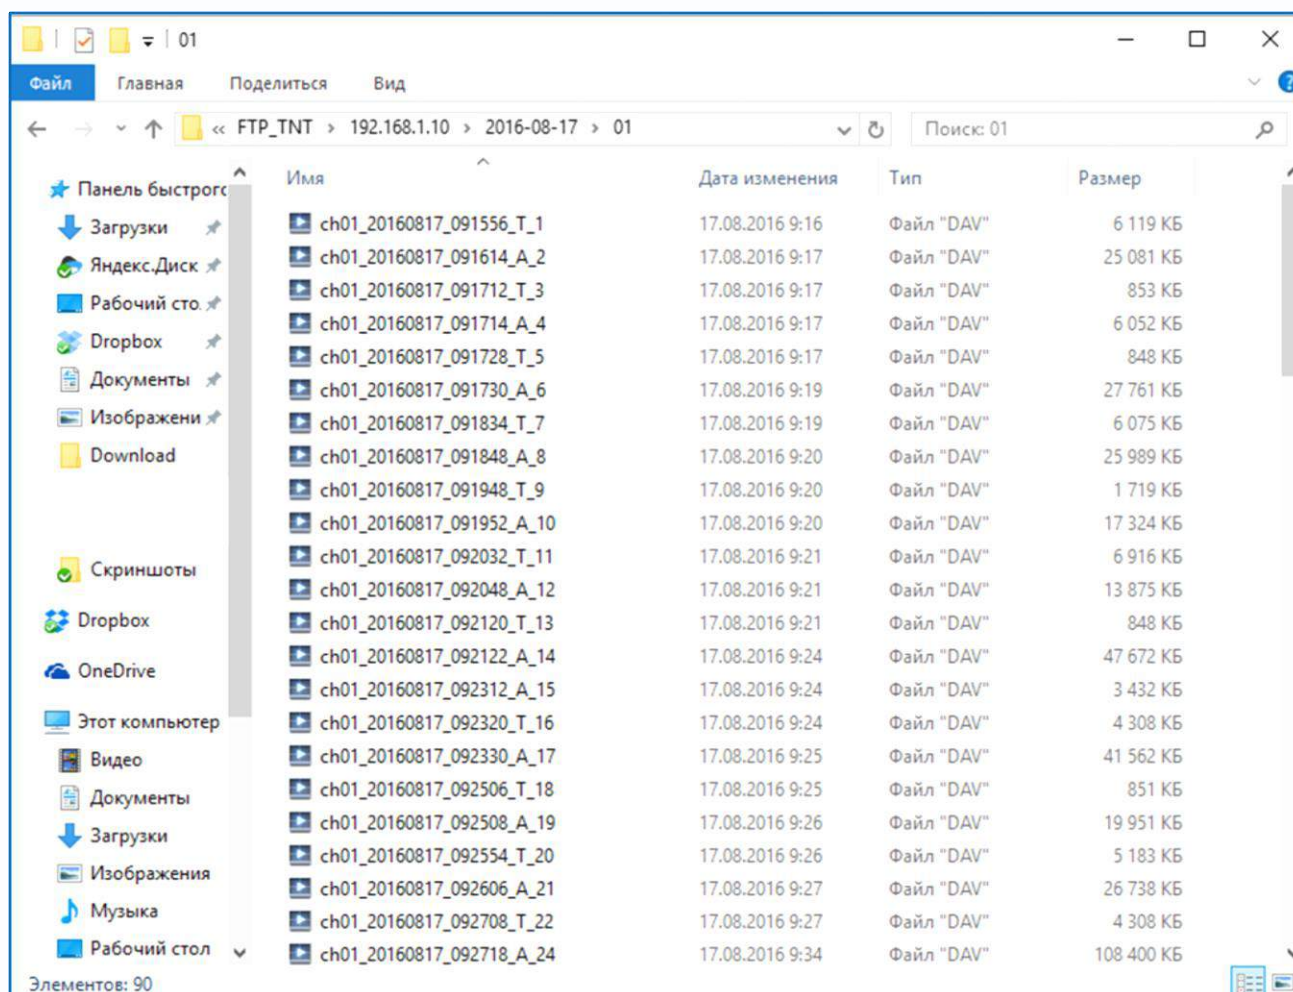 01
Файл Главная Поделиться Вид
« FTP_TNT › 192.168.1.10 › 2016-08-17 › 01 Поиск: 01
Панель быстрого
Загрузки
Яндекс.Диск
Рабочий сто.
Dropbox
Документы
Изображени
Download
Скриншоты
Dropbox
OneDrive
Этот компьютер
Видео
Документы
Загрузки
Изображения
Музыка
Рабочий стол
Имя Дата изменения Тип Размер
ch01_20160817_091556_T_1 17.08.2016 9:16 Файл "DAV" 6 119 КБ
ch01_20160817_091614_A_2 17.08.2016 9:17 Файл "DAV" 25 081 КБ
ch01_20160817_091712_T_3 17.08.2016 9:17 Файл "DAV" 853 КБ
ch01_20160817_091714_A_4 17.08.2016 9:17 Файл "DAV" 6 052 КБ
ch01_20160817_091728_T_5 17.08.2016 9:17 Файл "DAV" 848 КБ
ch01_20160817_091730_A_6 17.08.2016 9:19 Файл "DAV" 27 761 КБ
ch01_20160817_091834_T_7 17.08.2016 9:19 Файл "DAV" 6 075 КБ
ch01_20160817_091848_A_8 17.08.2016 9:20 Файл "DAV" 25 989 КБ
ch01_20160817_091948_T_9 17.08.2016 9:20 Файл "DAV" 1 719 КБ
ch01_20160817_091952_A_10 17.08.2016 9:20 Файл "DAV" 17 324 КБ
ch01_20160817_092032_T_11 17.08.2016 9:21 Файл "DAV" 6 916 КБ
ch01_20160817_092048_A_12 17.08.2016 9:21 Файл "DAV" 13 875 КБ
ch01_20160817_092120_T_13 17.08.2016 9:21 Файл "DAV" 848 КБ
ch01_20160817_092122_A_14 17.08.2016 9:24 Файл "DAV" 47 672 КБ
ch01_20160817_092312_A_15 17.08.2016 9:24 Файл "DAV" 3 432 КБ
ch01_20160817_092320_T_16 17.08.2016 9:24 Файл "DAV" 4 308 КБ
ch01_20160817_092330_A_17 17.08.2016 9:25 Файл "DAV" 41 562 КБ
ch01_20160817_092506_T_18 17.08.2016 9:25 Файл "DAV" 851 КБ
ch01_20160817_092508_A_19 17.08.2016 9:26 Файл "DAV" 19 951 КБ
ch01_20160817_092554_T_20 17.08.2016 9:26 Файл "DAV" 5 183 КБ
ch01_20160817_092606_A_21 17.08.2016 9:27 Файл "DAV" 26 738 КБ
ch01_20160817_092708_T_22 17.08.2016 9:27 Файл "DAV" 4 308 КБ
ch01_20160817_092718_A_24 17.08.2016 9:34 Файл "DAV" 108 400 КБ
Элементов: 90